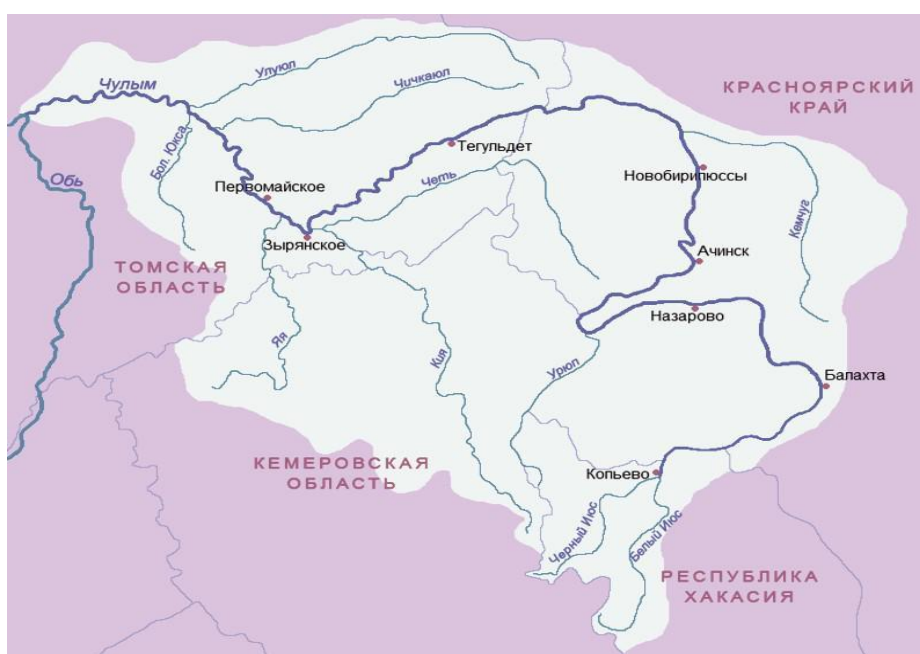 Чулым
Улуюл
Чичкаюл
КРАСНОЯРСКИЙ
КРАЙ
Бол. Юкса
Обь
Тегульдет
Первомайское
Четь
Новобирилюссы
Кемчуг
Зырянское
Ачинск
ТОМСКАЯ
ОБЛАСТЬ
Назарово
Яя
Кия
Урюп
Балахта
КЕМЕРОВСКАЯ
ОБЛАСТЬ
Копьево
Черный Июс
Белый Июс
РЕСПУБЛИКА
ХАКАСИЯ